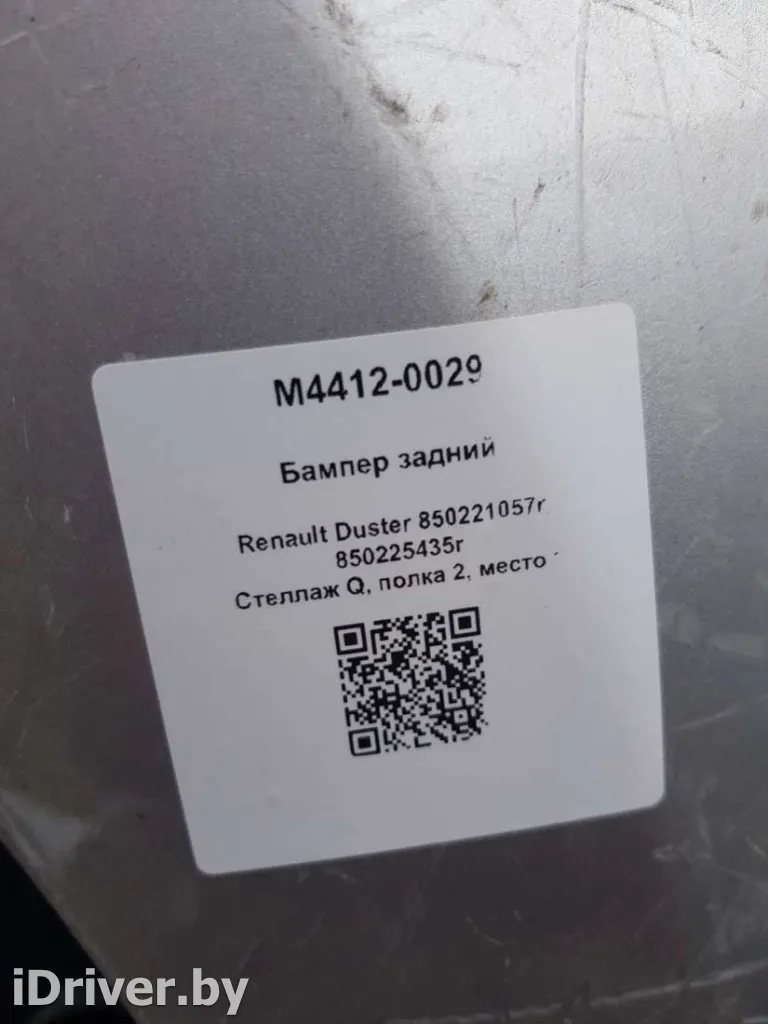 M4412-0029
Бампер задний
Renault Duster 850221057r
850225435r
Стеллаж Q, полка 2, место
iDriver.by